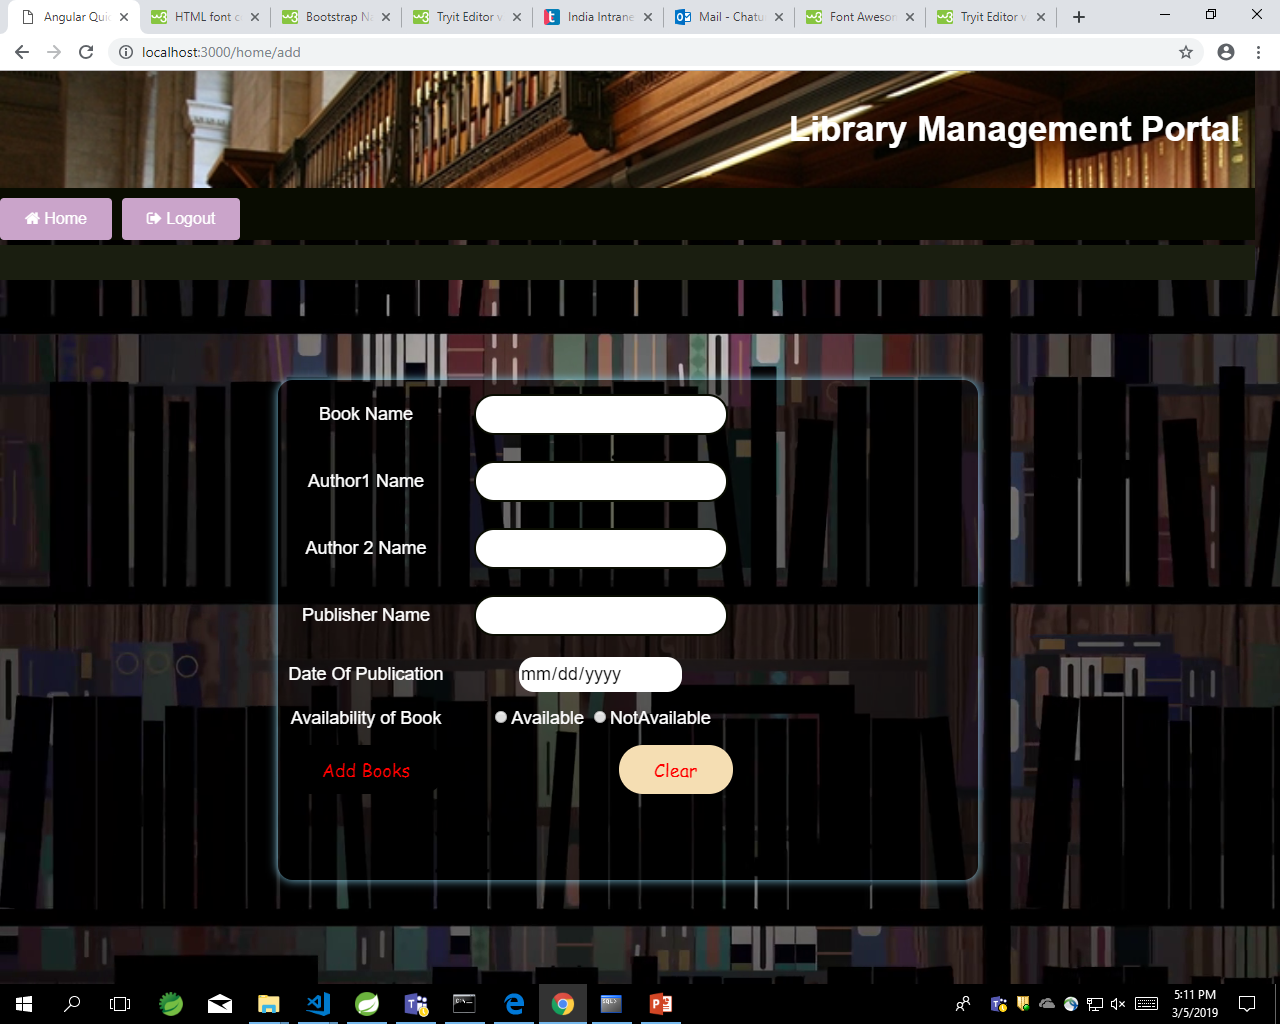 Angular Qui
HTML font c
Bootstrap Na
Tryit Editor v
India Intrane
Mail - Chatu
Font Aweson
Tryit Editor v
localhost:3000/home/add
Library Management Portal
Home
Logout
Book Name
Author1 Name
Author 2 Name
Publisher Name
Date Of Publication
mm/dd/yyyy
Availability of Book
Available
NotAvailable
Add Books
Clear
5:11 PM
3/5/2019